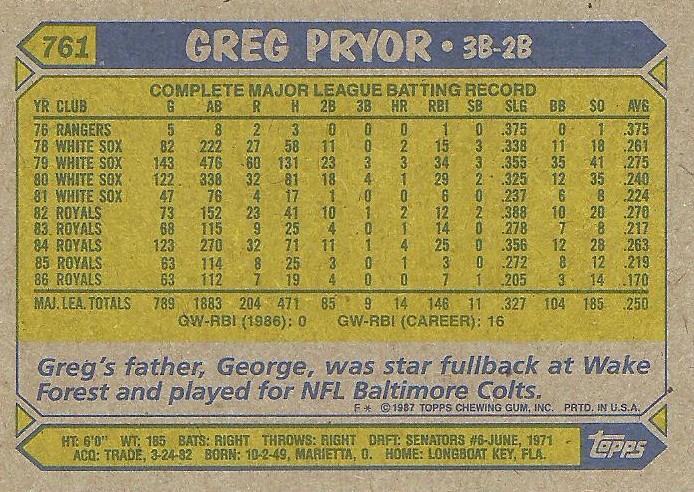 761 GREG PRYOR • 3B-2B
COMPLETE MAJOR LEAGUE BATTING RECORD
YR CLUB G AB R H 2B 3B HR RBI SB SLG BB SO AVG
76 RANGERS 5 8 2 3 0 0 0 1 0 .375 0 1 .375
78 WHITE SOX 82 222 27 58 11 0 2 15 3 .338 11 18 .261
79 WHITE SOX 143 476 60 131 23 3 3 34 3 .355 35 41 .275
80 WHITE SOX 122 338 32 81 18 4 1 29 2 .325 12 35 .240
81 WHITE SOX 47 76 4 17 1 0 0 6 0 .237 6 8 .224
82 ROYALS 73 152 23 41 10 1 2 12 2 .388 10 20 .270
83 ROYALS 68 115 9 25 4 0 1 14 0 .278 7 8 .217
84 ROYALS 123 270 32 71 11 1 4 25 0 .356 12 28 .263
85 ROYALS 63 114 8 25 3 0 1 3 0 .272 8 12 .219
86 ROYALS 63 112 7 19 4 0 0 7 1 .205 3 14 .170
MAJ. LEA. TOTALS 789 1883 204 471 85 9 14 146 11 .327 104 185 .250
GW-RBI (1986): 0 GW-RBI (CAREER): 16
Greg's father, George, was star fullback at Wake
Forest and played for NFL Baltimore Colts.
F * ©1987 TOPPS CHEWING GUM, INC. PRTD. IN U.S.A.
HT: 6'0" WT: 185 BATS: RIGHT THROWS: RIGHT DRFT: SENATORS #6-JUNE, 1971
ACQ: TRADE, 3-24-82 BORN: 10-2-49, MARIETTA, O. HOME: LONGBOAT KEY, FLA.
topps